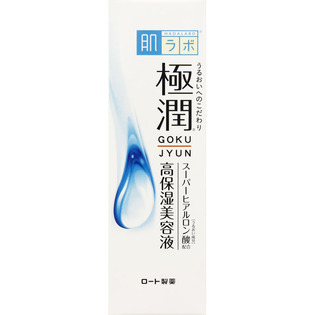 HADALABO
肌ラボ®
うるおいへのこだわり
極潤®
GOKU
JYUN
スーパーヒアルロン酸配合
高保湿美容液
ロート製薬